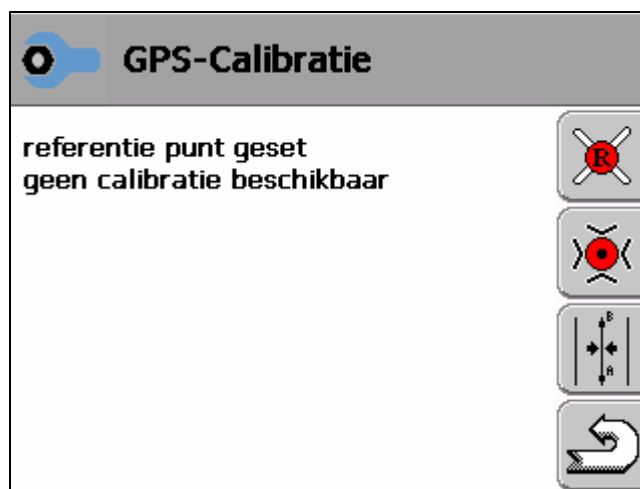 GPS-Calibratie
referentie punt geset
geen calibratie beschikbaar
R
B
A